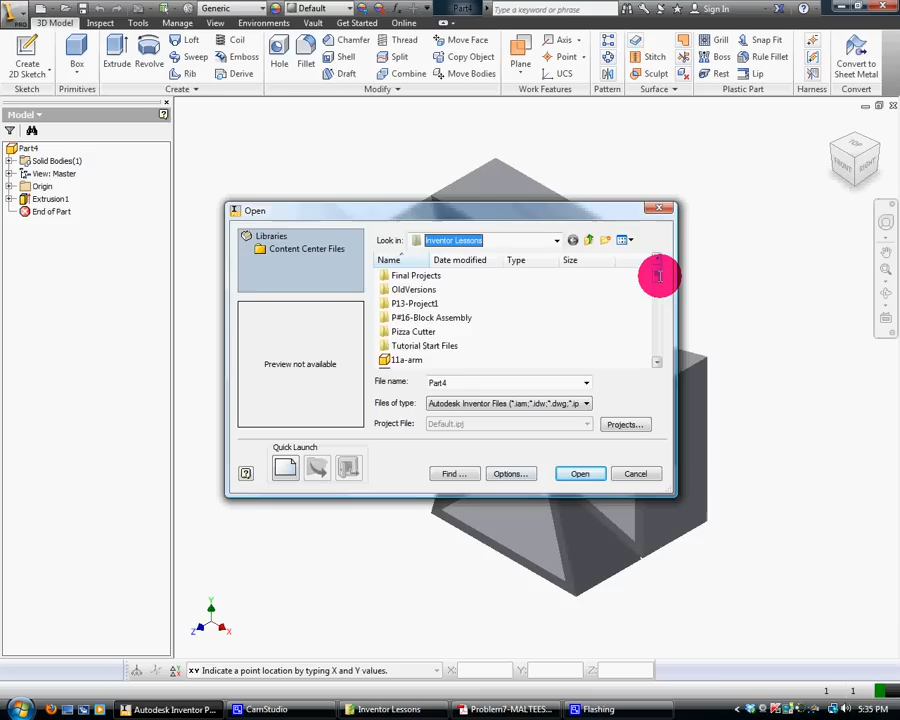 PRO
Generic
Default
Part4
Type a keyword or phrase
Sign In
3D Model
Inspect
Tools
Manage
View
Environments
Vault
Get Started
Online
Create
2D Sketch
Box
Extrude
Revolve
Loft
Sweep
Rib
Coil
Emboss
Derive
Hole
Fillet
Chamfer
Shell
Draft
Thread
Split
Combine
Move Face
Copy Object
Move Bodies
Plane
Axis
Point
UCS
Stitch
Sculpt
Grill
Boss
Rest
Snap Fit
Rule Fillet
Lip
Convert to
Sheet Metal
Sketch
Primitives
Create
Modify
Work Features
Pattern
Surface
Plastic Part
Harness
Convert
Model
Part4
Solid Bodies(1)
View: Master
Origin
Extrusion1
End of Part
TOP
FRONT
RIGHT
Open
Libraries
Content Center Files
Look in:
Inventor Lessons
Name
Date modified
Type
Size
Final Projects
OldVersions
P13-Project1
P#16-Block Assembly
Pizza Cutter
Tutorial Start Files
11a-arm
Preview not available
File name:
Part4
Files of type:
Autodesk Inventor Files (*.iam;*.idw;*.dwg;*.ip
Project File:
Default.ipj
Projects...
Quick Launch
Find ...
Options...
Open
Cancel
Y
Z
X
XY Indicate a point location by typing X and Y values.
X:
Y:
Z:
1
1
Autodesk Inventor P...
CamStudio
Inventor Lessons
Problem7-MALTEES...
Flashing
5:35 PM